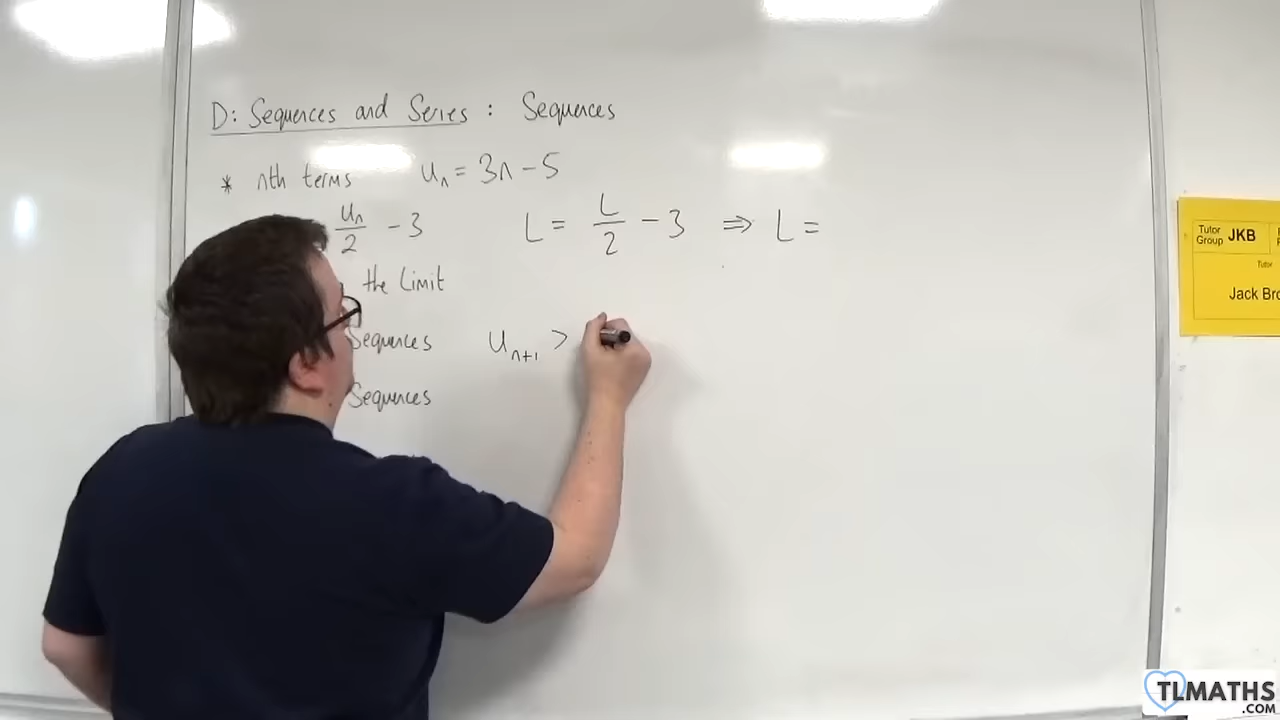 D: Sequences and Series : Sequences
* nth terms uₙ = 3n - 5
uₙ/2 - 3 L = L/2 - 3 ⇒ L =
the Limit
Sequences uₙ₊₁ >
Sequences
Tutor Group JKB
Tutor
Jack Bro
TLMATHS
.COM